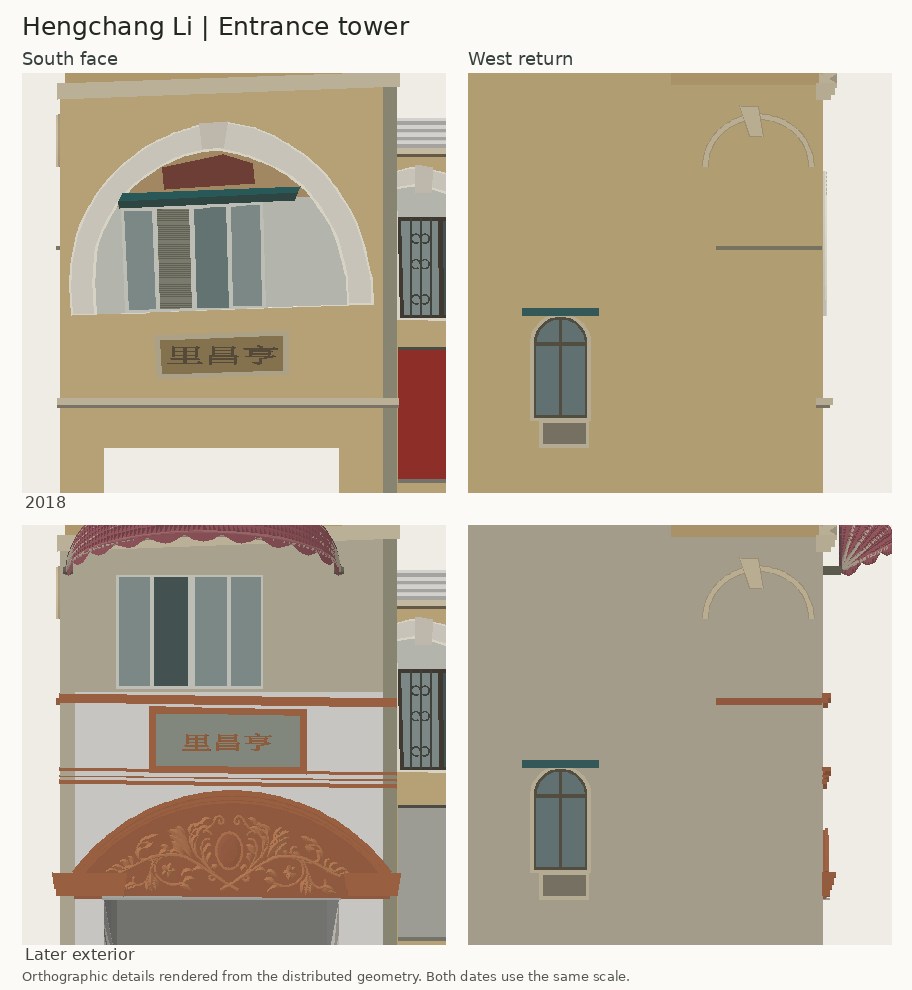 Hengchang Li | Entrance tower
South face
West return
里昌亨
2018
里昌亨
Later exterior
Orthographic details rendered from the distributed geometry. Both dates use the same scale.